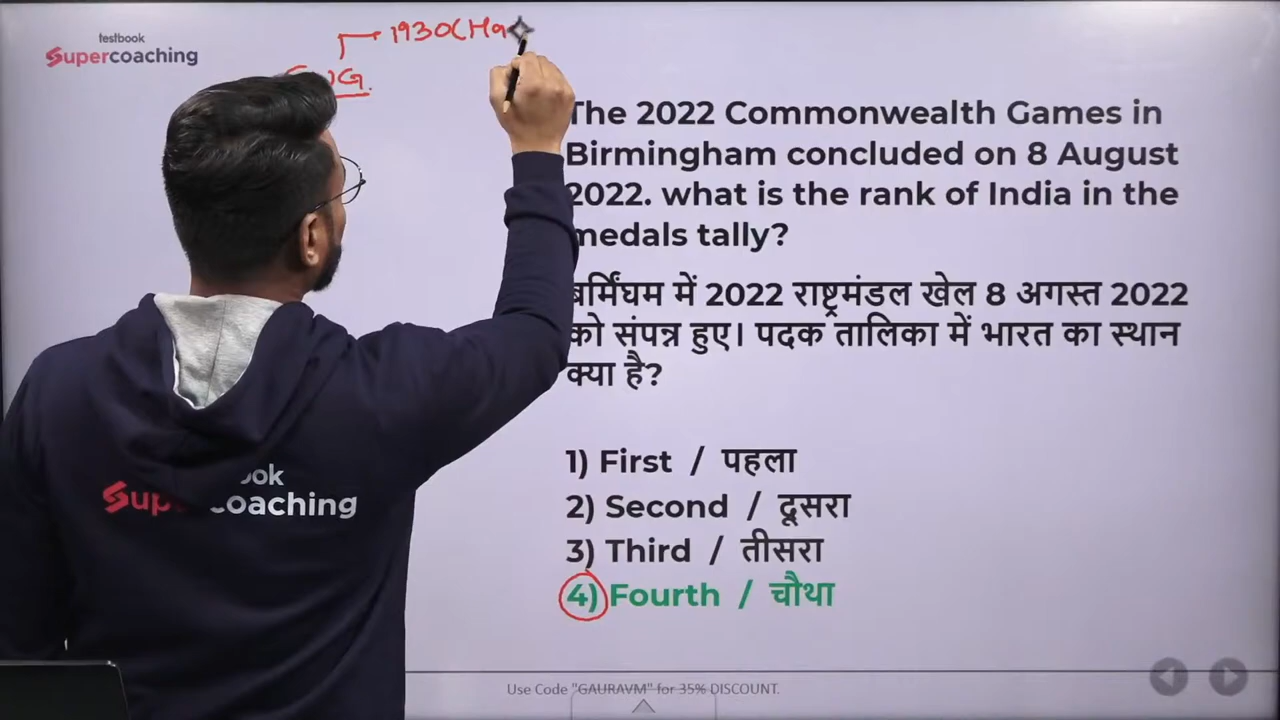 testbook
Supercoaching
1930(Ha
The 2022 Commonwealth Games in
Birmingham concluded on 8 August
2022. what is the rank of India in the
medals tally?
बर्मिंघम में 2022 राष्ट्रमंडल खेल 8 अगस्त 2022
को संपन्न हुए। पदक तालिका में भारत का स्थान
क्या है?
1) First / पहला
2) Second / दूसरा
3) Third / तीसरा
4) Fourth / चौथा
ook
Sup coaching
Use Code "GAURAVM" for 35% DISCOUNT.